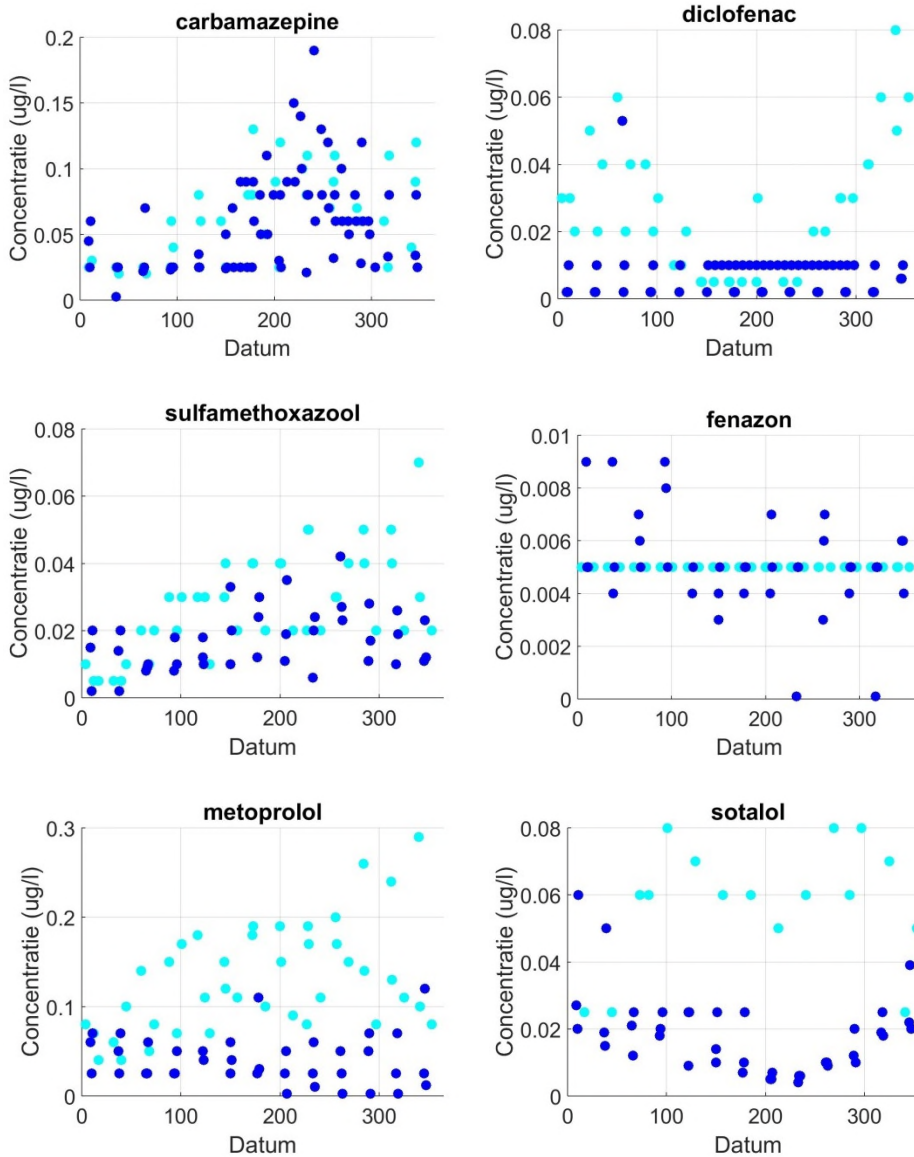 carbamazepine
0.2
0.15
0.1
0.05
0
0 100 200 300
Concentratie (ug/l)
Datum
diclofenac
0.08
0.06
0.04
0.02
0
0 100 200 300
Concentratie (ug/l)
Datum
sulfamethoxazool
0.08
0.06
0.04
0.02
0
0 100 200 300
Concentratie (ug/l)
Datum
fenazon
0.01
0.008
0.006
0.004
0.002
0
0 100 200 300
Concentratie (ug/l)
Datum
metoprolol
0.3
0.2
0.1
0
0 100 200 300
Concentratie (ug/l)
Datum
sotalol
0.08
0.06
0.04
0.02
0
0 100 200 300
Concentratie (ug/l)
Datum